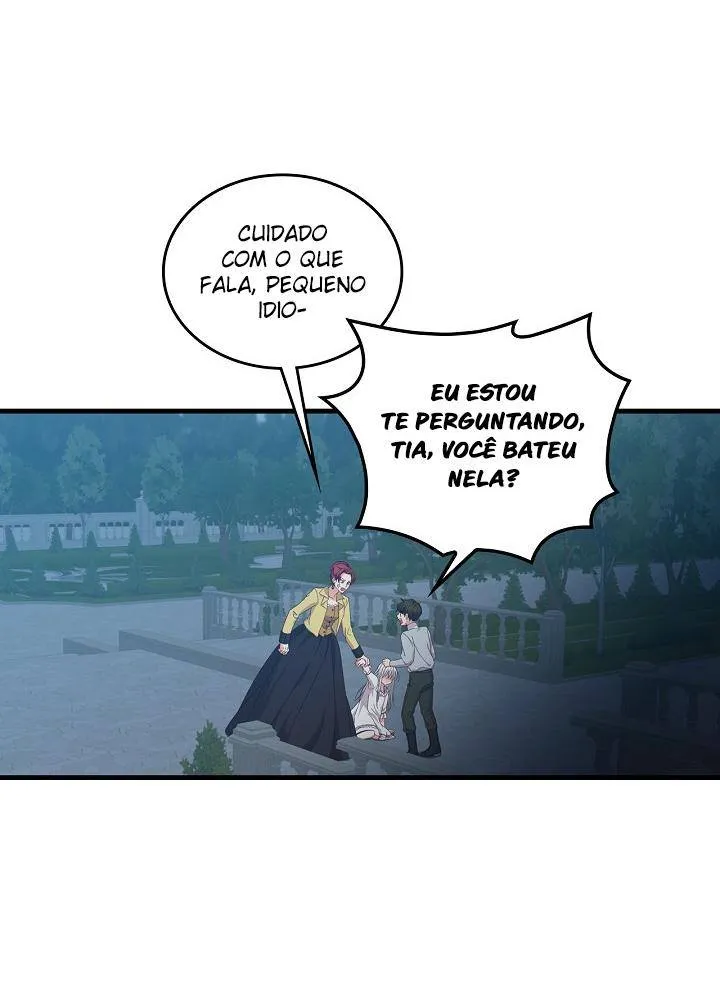 CUIDADO
COM O QUE
FALA, PEQUENO
IDIO-
EU ESTOU
TE PERGUNTANDO,
TIA, VOCÊ BATEU
NELA?